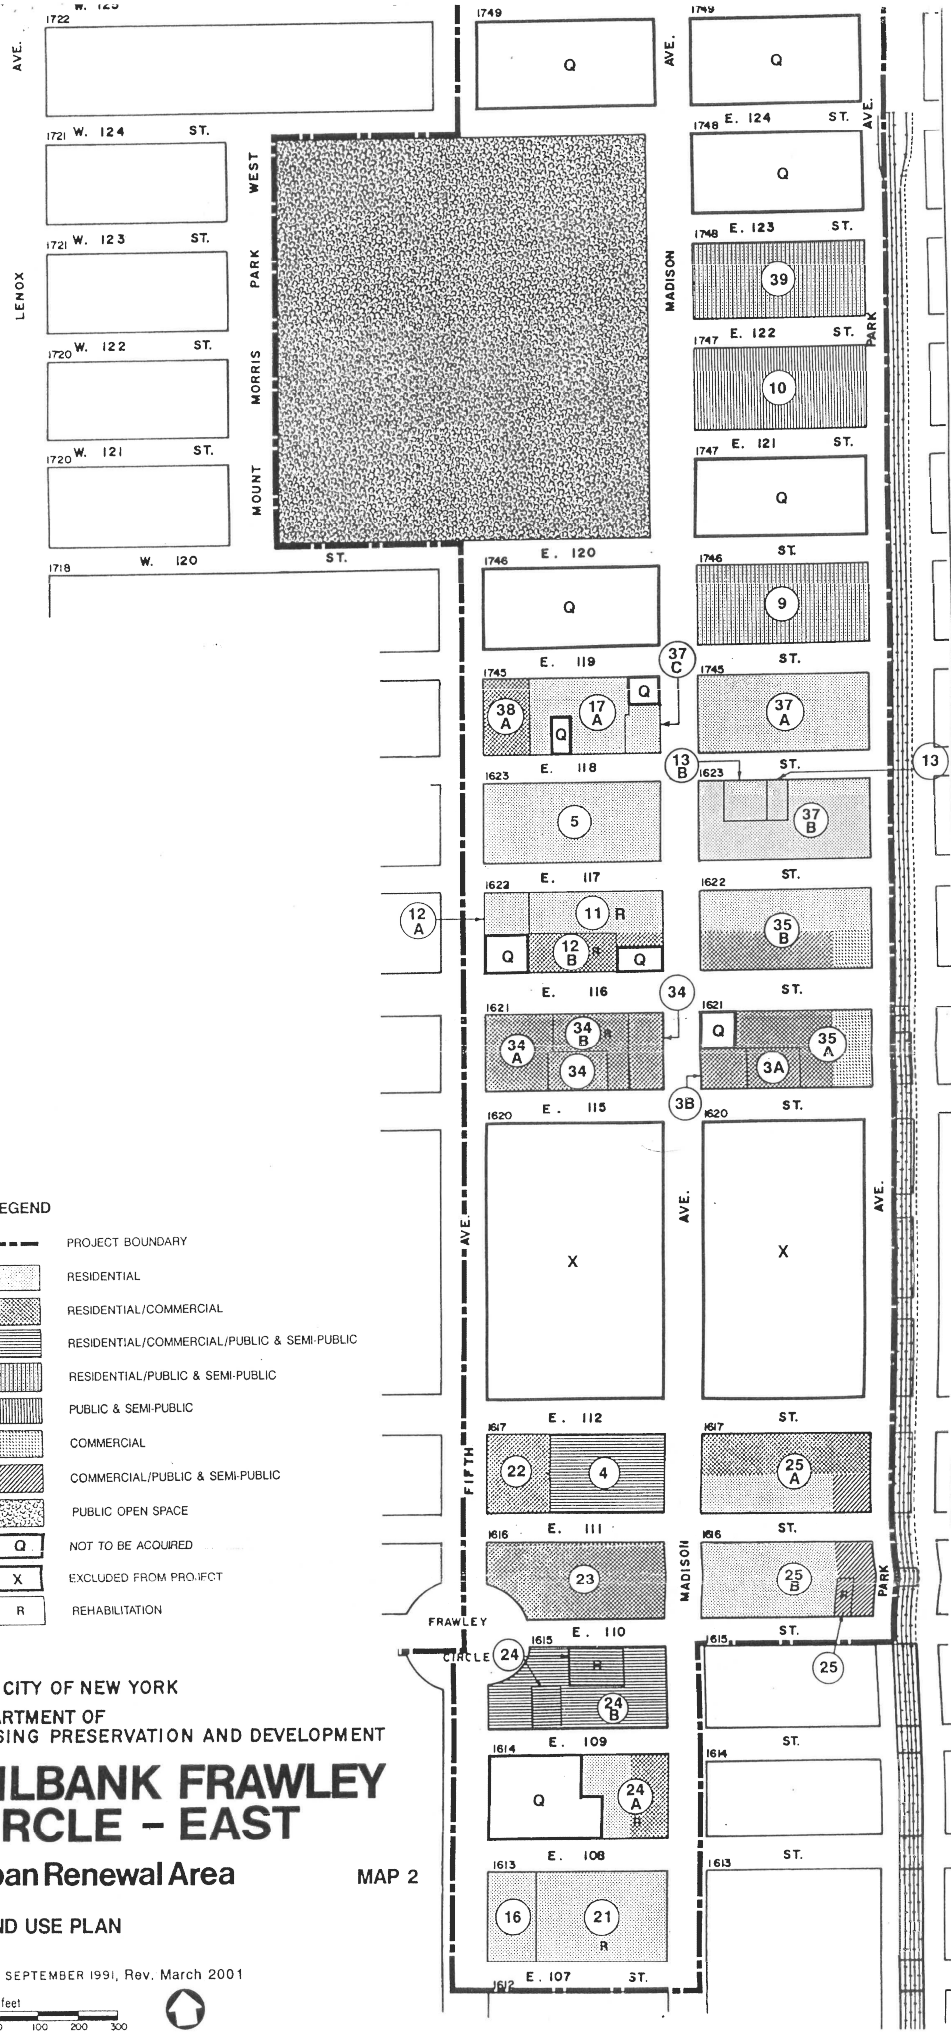 W. 125
1722
1749
1749
AVE.
AVE.
Q
Q
1721 W. 124 ST.
1748 E. 124 ST.
AVE.
WEST
Q
1721 W. 123 ST.
1748 E. 123 ST.
PARK
LENOX
MADISON
39
1720 W. 122 ST.
1747 E. 122 ST.
PARK
MORRIS
10
1720 W. 121 ST.
1747 E. 121 ST.
MOUNT
Q
1718 W. 120 ST.
1746 E. 120
1746 ST.
Q
9
E. 119 ST.
37 C
1745
1745
38 A
17 A
Q
Q
37 A
E. 118 ST.
13 B
13
1623
1623
5
37 B
E. 117 ST.
1622
1622
12 A
11 R
35 B
Q
12 B R
Q
E. 116 ST.
34
1621
1621
34 A
34 B R
34
Q
35 A
3A
3B
E. 115 ST.
1620
1620
AVE.
AVE.
AVE.
X
X
EGEND
PROJECT BOUNDARY
RESIDENTIAL
RESIDENTIAL/COMMERCIAL
RESIDENTIAL/COMMERCIAL/PUBLIC & SEMI-PUBLIC
RESIDENTIAL/PUBLIC & SEMI-PUBLIC
PUBLIC & SEMI-PUBLIC
COMMERCIAL
COMMERCIAL/PUBLIC & SEMI-PUBLIC
PUBLIC OPEN SPACE
Q NOT TO BE ACQUIRED
X EXCLUDED FROM PROJECT
R REHABILITATION
E. 112 ST.
1617
1617
FIFTH
22
4
25 A
E. 111 ST.
1616
1616
MADISON
PARK
23
25 B
R
FRAWLEY
CIRCLE
E. 110 ST.
1615
1615
24
R
24 B
25
E. 109 ST.
1614
1614
Q
24 A
R
E. 108 ST.
1613
1613
16
21
R
E. 107 ST.
1612
CITY OF NEW YORK
ARTMENT OF
SING PRESERVATION AND DEVELOPMENT
ILBANK FRAWLEY
RCLE – EAST
ban Renewal Area MAP 2
ND USE PLAN
SEPTEMBER 1991, Rev. March 2001
feet
0 100 200 300